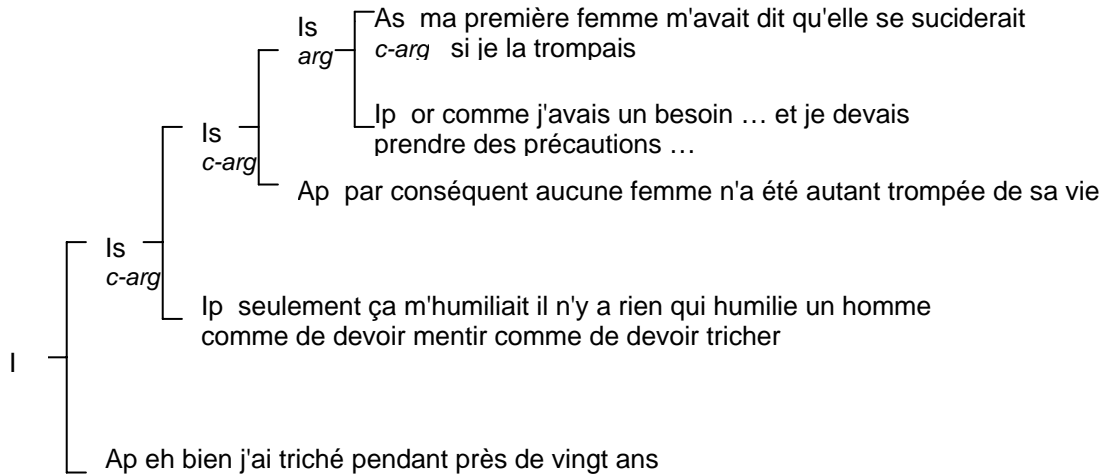 Is
arg
As ma première femme m'avait dit qu'elle se suciderait
c-arg si je la trompais
Ip or comme j'avais un besoin … et je devais
prendre des précautions …
Is
c-arg
Ap par conséquent aucune femme n'a été autant trompée de sa vie
Is
c-arg
Ip seulement ça m'humiliait il n'y a rien qui humilie un homme
comme de devoir mentir comme de devoir tricher
I
Ap eh bien j'ai triché pendant près de vingt ans